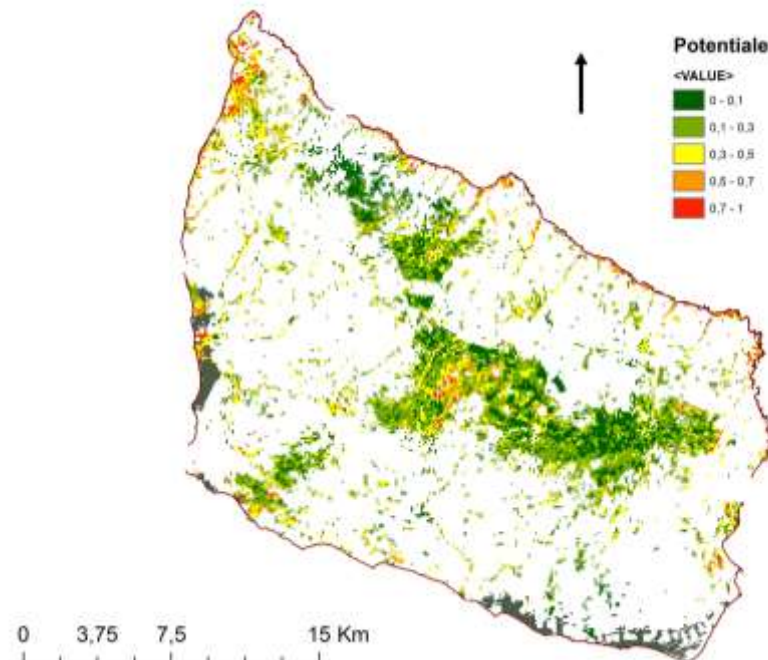 Potentiale
<VALUE>
0 - 0,1
0,1 - 0,3
0,3 - 0,5
0,5 - 0,7
0,7 - 1
0 3,75 7,5 15 Km